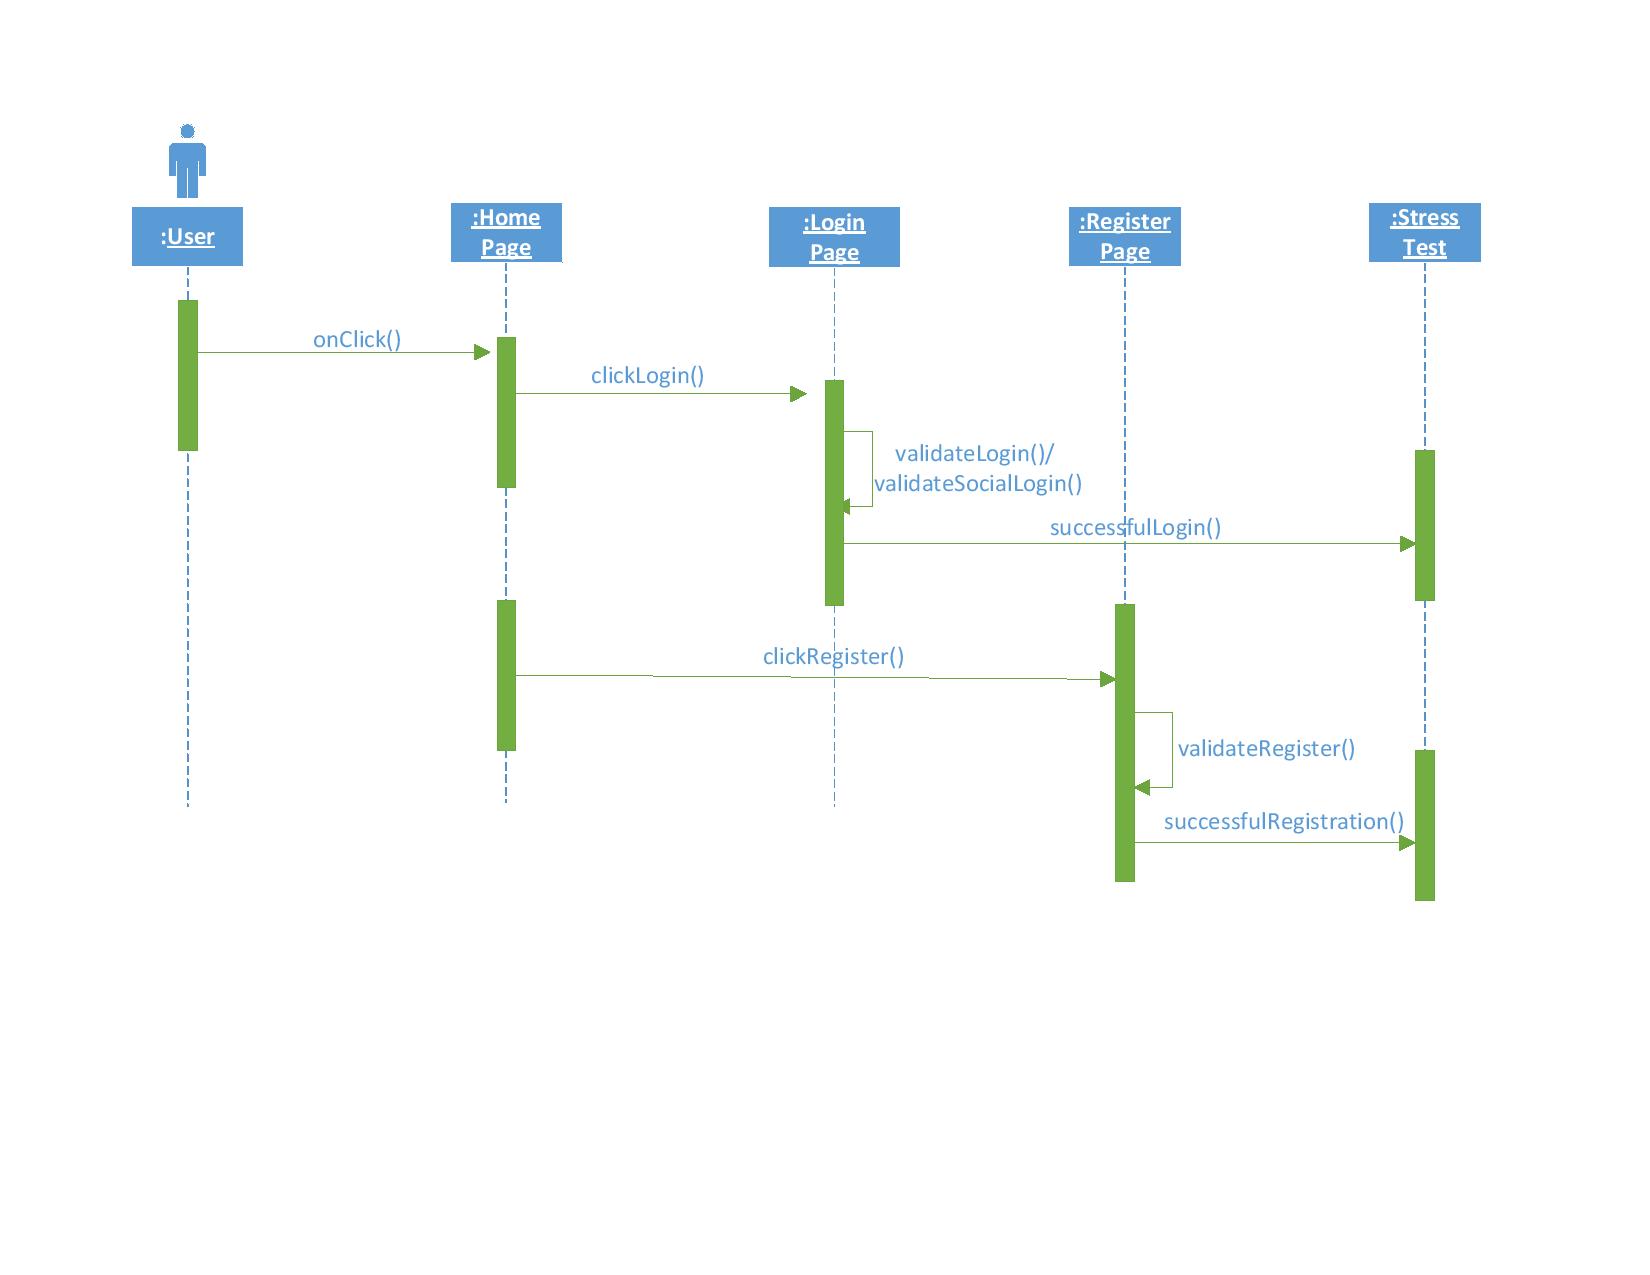 :User
:Home
Page
:Login
Page
:Register
Page
:Stress
Test
onClick()
clickLogin()
validateLogin()/
validateSocialLogin()
successfulLogin()
clickRegister()
validateRegister()
successfulRegistration()